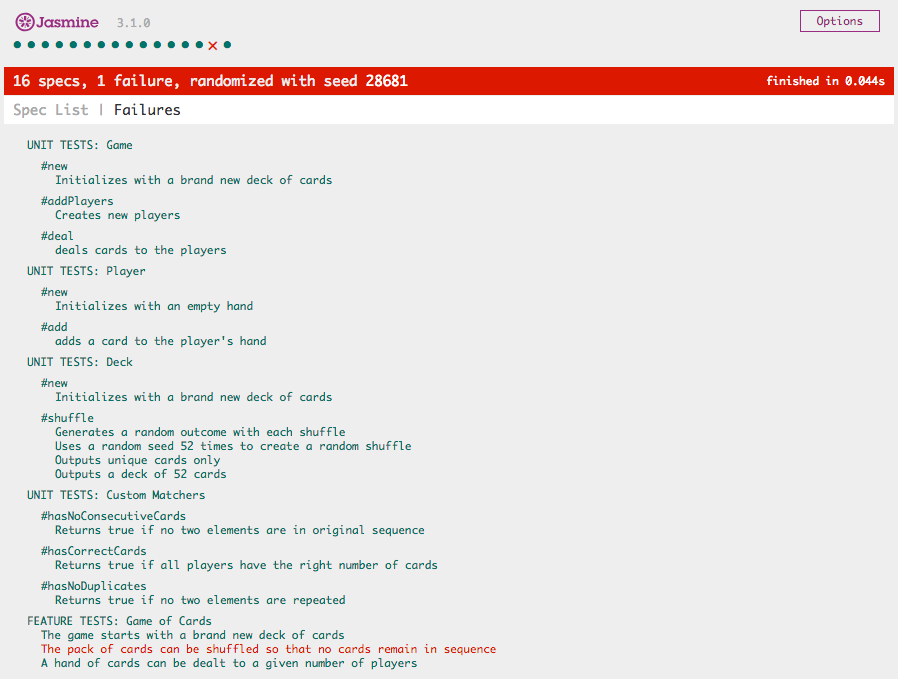 Jasmine 3.1.0
Options
16 specs, 1 failure, randomized with seed 28681
finished in 0.044s
Spec List | Failures
UNIT TESTS: Game
#new
Initializes with a brand new deck of cards
#addPlayers
Creates new players
#deal
deals cards to the players
UNIT TESTS: Player
#new
Initializes with an empty hand
#add
adds a card to the player's hand
UNIT TESTS: Deck
#new
Initializes with a brand new deck of cards
#shuffle
Generates a random outcome with each shuffle
Uses a random seed 52 times to create a random shuffle
Outputs unique cards only
Outputs a deck of 52 cards
UNIT TESTS: Custom Matchers
#hasNoConsecutiveCards
Returns true if no two elements are in original sequence
#hasCorrectCards
Returns true if all players have the right number of cards
#hasNoDuplicates
Returns true if no two elements are repeated
FEATURE TESTS: Game of Cards
The game starts with a brand new deck of cards
The pack of cards can be shuffled so that no cards remain in sequence
A hand of cards can be dealt to a given number of players